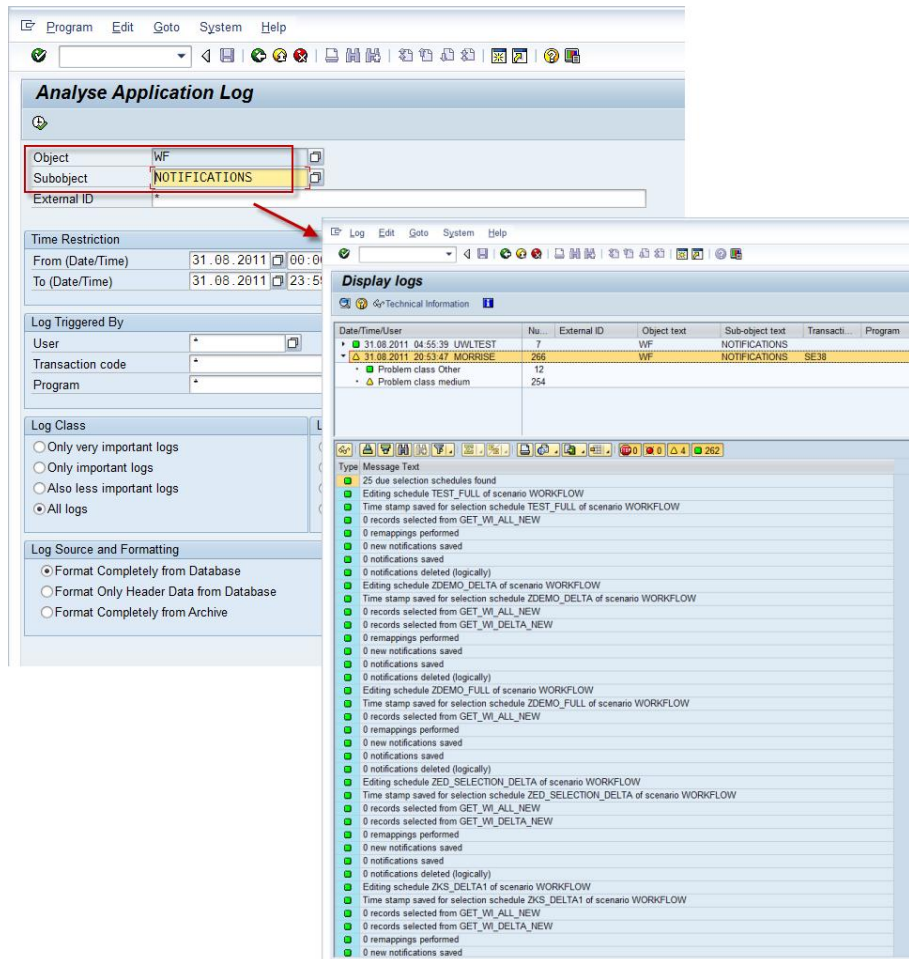 Program Edit Goto System Help
Analyse Application Log
Object WF
Subobject NOTIFICATIONS
External ID *
Time Restriction
From (Date/Time) 31.08.2011 00:00
To (Date/Time) 31.08.2011 23:59
Log Triggered By
User *
Transaction code *
Program *
Log Class
Only very important logs
Only important logs
Also less important logs
All logs
Log Source and Formatting
Format Completely from Database
Format Only Header Data from Database
Format Completely from Archive
Log Edit Goto System Help
Display logs
Technical Information
Date/Time/User Nu... External ID Object text Sub-object text Transacti... Program
31.08.2011 04:55:39 UWLTEST 7 WF NOTIFICATIONS
31.08.2011 20:53:47 MORRISE 266 WF NOTIFICATIONS SE38
Problem class Other 12
Problem class medium 254
0 0 4 262
Type Message Text
25 due selection schedules found
Editing schedule TEST_FULL of scenario WORKFLOW
Time stamp saved for selection schedule TEST_FULL of scenario WORKFLOW
0 records selected from GET_WI_ALL_NEW
0 remappings performed
0 new notifications saved
0 notifications saved
0 notifications deleted (logically)
Editing schedule ZDEMO_DELTA of scenario WORKFLOW
Time stamp saved for selection schedule ZDEMO_DELTA of scenario WORKFLOW
0 records selected from GET_WI_ALL_NEW
0 records selected from GET_WI_DELTA_NEW
0 remappings performed
0 new notifications saved
0 notifications saved
0 notifications deleted (logically)
Editing schedule ZDEMO_FULL of scenario WORKFLOW
Time stamp saved for selection schedule ZDEMO_FULL of scenario WORKFLOW
0 records selected from GET_WI_ALL_NEW
0 remappings performed
0 new notifications saved
0 notifications saved
0 notifications deleted (logically)
Editing schedule ZED_SELECTION_DELTA of scenario WORKFLOW
Time stamp saved for selection schedule ZED_SELECTION_DELTA of scenario WORKFLOW
0 records selected from GET_WI_ALL_NEW
0 records selected from GET_WI_DELTA_NEW
0 remappings performed
0 new notifications saved
0 notifications saved
0 notifications deleted (logically)
Editing schedule ZKS_DELTA1 of scenario WORKFLOW
Time stamp saved for selection schedule ZKS_DELTA1 of scenario WORKFLOW
0 records selected from GET_WI_ALL_NEW
0 records selected from GET_WI_DELTA_NEW
0 remappings performed
0 new notifications saved